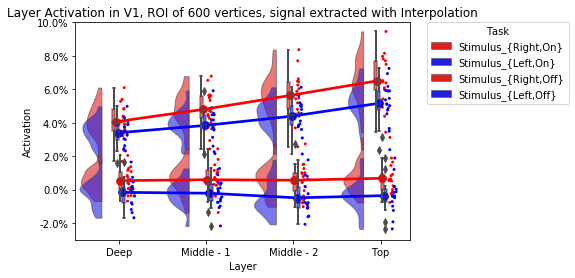 Layer Activation in V1, ROI of 600 vertices, signal extracted with Interpolation
10.0%
8.0%
6.0%
4.0%
2.0%
0.0%
-2.0%
Activation
Deep
Middle - 1
Middle - 2
Top
Layer
Task
Stimulus_{Right,On}
Stimulus_{Left,On}
Stimulus_{Right,Off}
Stimulus_{Left,Off}